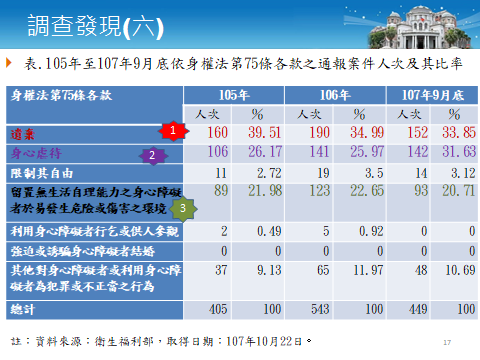 調查發現(六)
表.105年至107年9月底依身權法第75條各款之通報案件人次及其比率
身權法第75條各款 105年 106年 107年9月底
人次 % 人次 % 人次 %
遺棄 1 160 39.51 190 34.99 152 33.85
身心虐待 2 106 26.17 141 25.97 142 31.63
限制其自由 11 2.72 19 3.5 14 3.12
留置無生活自理能力之身心障礙 89 21.98 123 22.65 93 20.71
者於易發生危險或傷害之環境 3
利用身心障礙者行乞或供人參觀 2 0.49 5 0.92 0 0
強迫或誘騙身心障礙者結婚 0 0 0 0 0 0
其他對身心障礙者或利用身心障 37 9.13 65 11.97 48 10.69
礙者為犯罪或不正當之行為
總計 405 100 543 100 449 100
註：資料來源：衛生福利部，取得日期：107年10月22日。
17